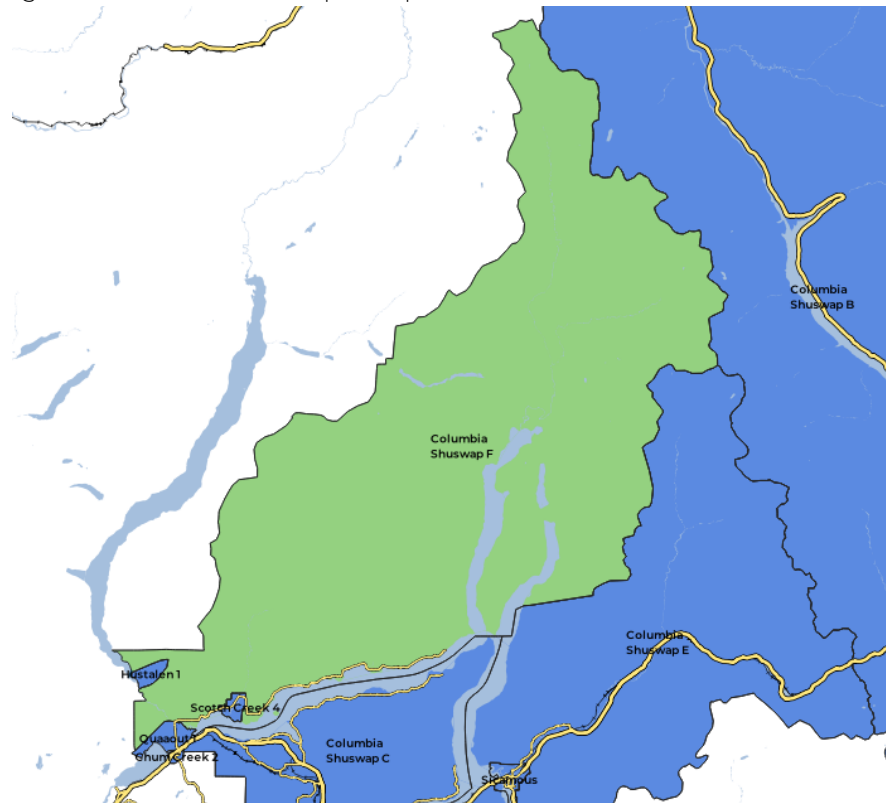 Columbia
Shuswap B
Columbia
Shuswap F
Columbia
Shuswap E
Hustalen 1
Scotch Creek 4
Quaaout 1
Chum Creek 2
Columbia
Shuswap C
Sicamous